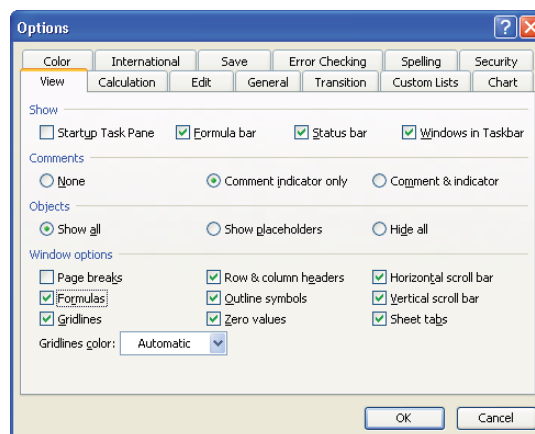 Options
Color International Save Error Checking Spelling Security
View Calculation Edit General Transition Custom Lists Chart
Show
Startup Task Pane Formula bar Status bar Windows in Taskbar
Comments
None Comment indicator only Comment & indicator
Objects
Show all Show placeholders Hide all
Window options
Page breaks Row & column headers Horizontal scroll bar
Formulas Outline symbols Vertical scroll bar
Gridlines Zero values Sheet tabs
Gridlines color: Automatic
OK Cancel